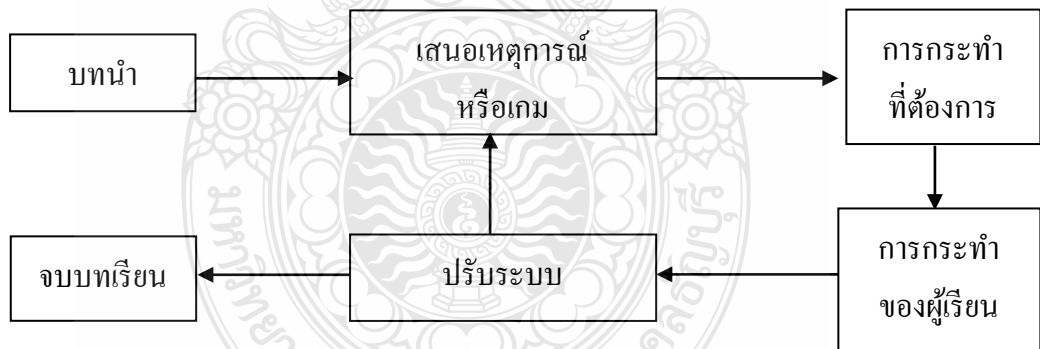 บทนำ
เสนอเหตุการณ์
หรือเกม
การกระทำ
ที่ต้องการ
การกระทำ
ของผู้เรียน
ปรับระบบ
จบบทเรียน